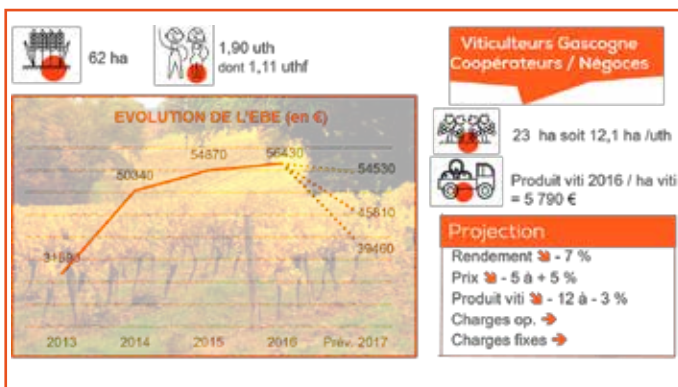 62 ha
1,90 uth
dont 1,11 uthf
Viticulteurs Gascogne
Coopérateurs / Négoces
EVOLUTION DE L'EBE (en €)
23 ha soit 12,1 ha /uth
Produit viti 2016 / ha viti
= 5 790 €
50340
54870
56430
54530
45810
39460
Projection
Rendement - 7 %
Prix - 5 à + 5 %
Produit viti - 12 à - 3 %
Charges op.
Charges fixes
2013 2014 2015 2016 Prév. 2017